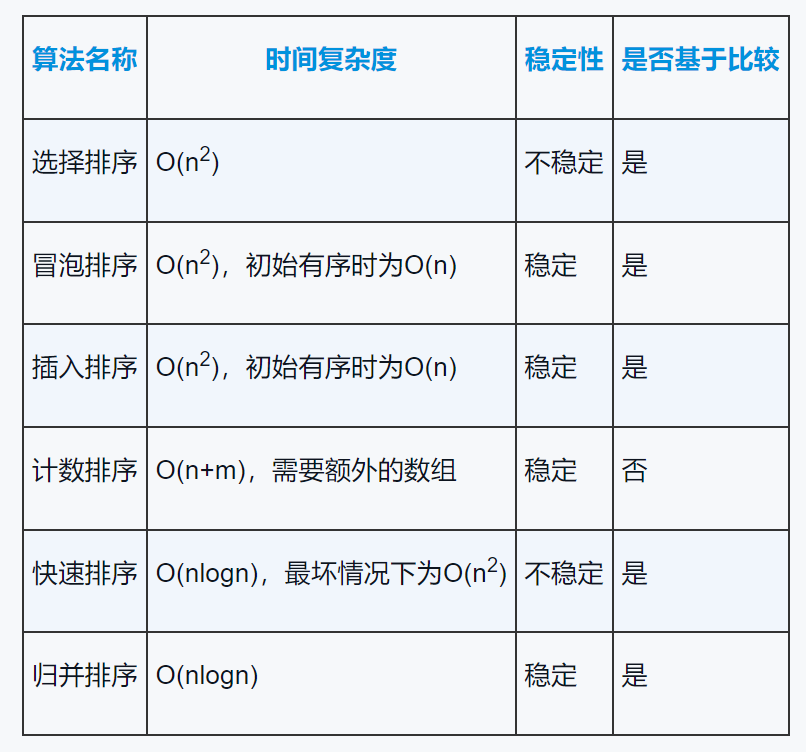 算法名称 时间复杂度 稳定性 是否基于比较
选择排序 O(n²) 不稳定 是
冒泡排序 O(n²)，初始有序时为O(n) 稳定 是
插入排序 O(n²)，初始有序时为O(n) 稳定 是
计数排序 O(n+m)，需要额外的数组 稳定 否
快速排序 O(nlogn)，最坏情况下为O(n²) 不稳定 是
归并排序 O(nlogn) 稳定 是